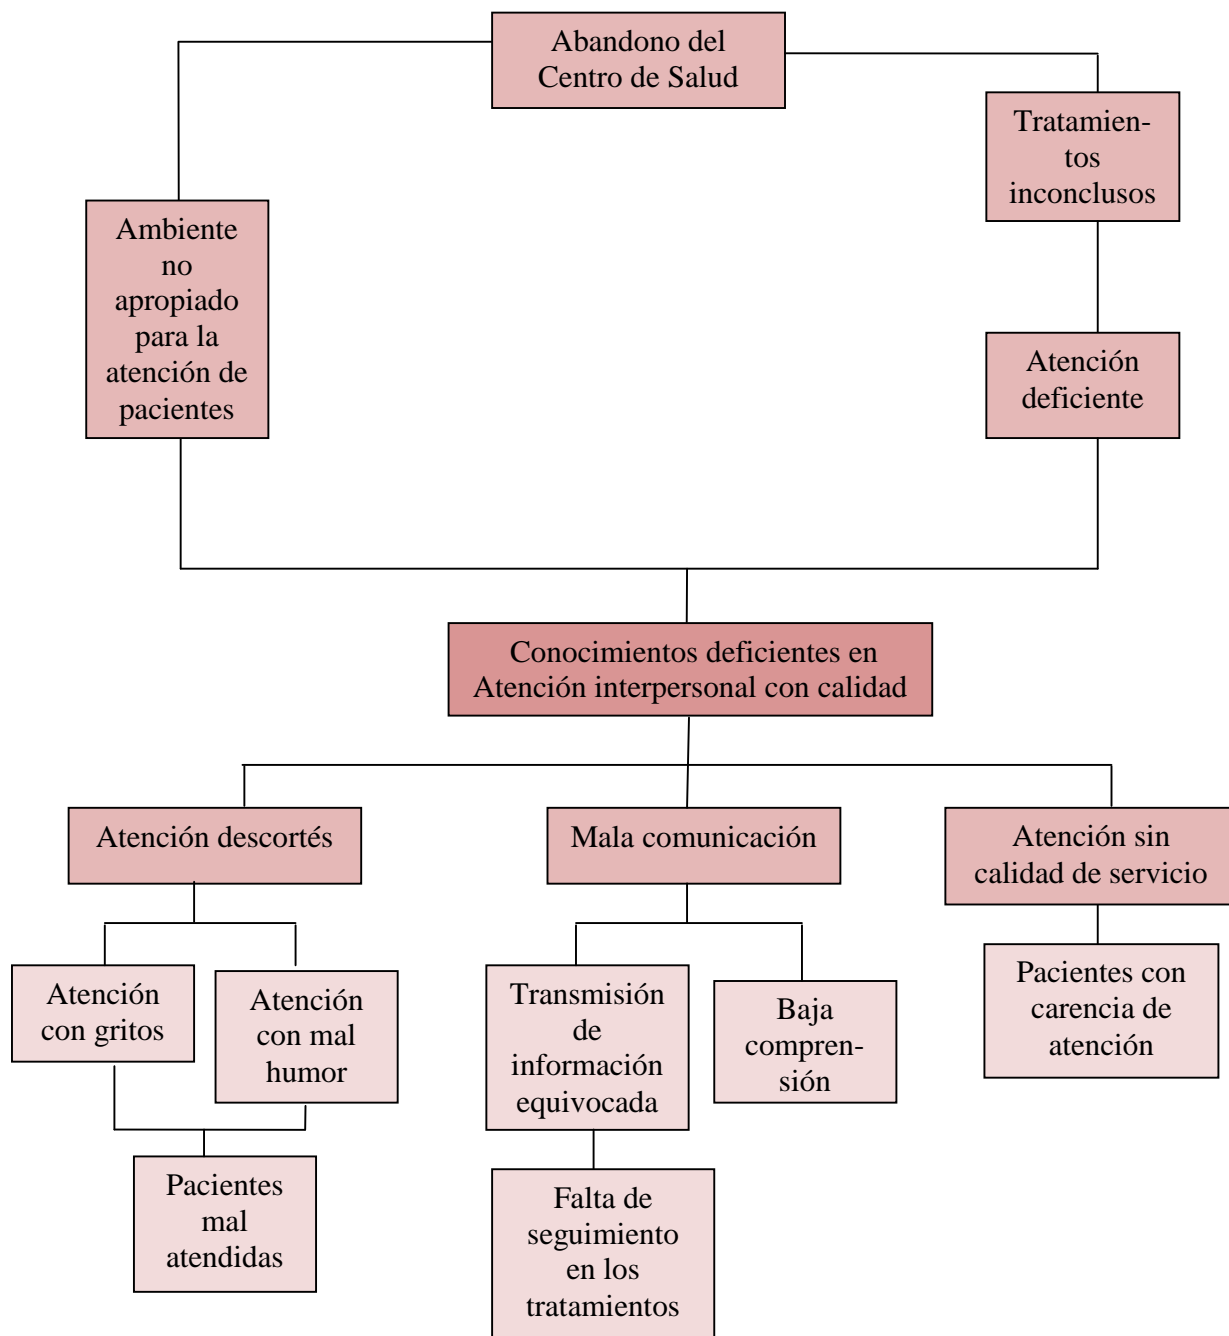 Abandono del
Centro de Salud
Tratamien-
tos
inconclusos
Ambiente
no
apropiado
para la
atención de
pacientes
Atención
deficiente
Conocimientos deficientes en
Atención interpersonal con calidad
Atención descortés
Mala comunicación
Atención sin
calidad de servicio
Atención
con gritos
Atención
con mal
humor
Transmisión
de
información
equivocada
Baja
compren-
sión
Pacientes con
carencia de
atención
Pacientes
mal
atendidas
Falta de
seguimiento
en los
tratamientos